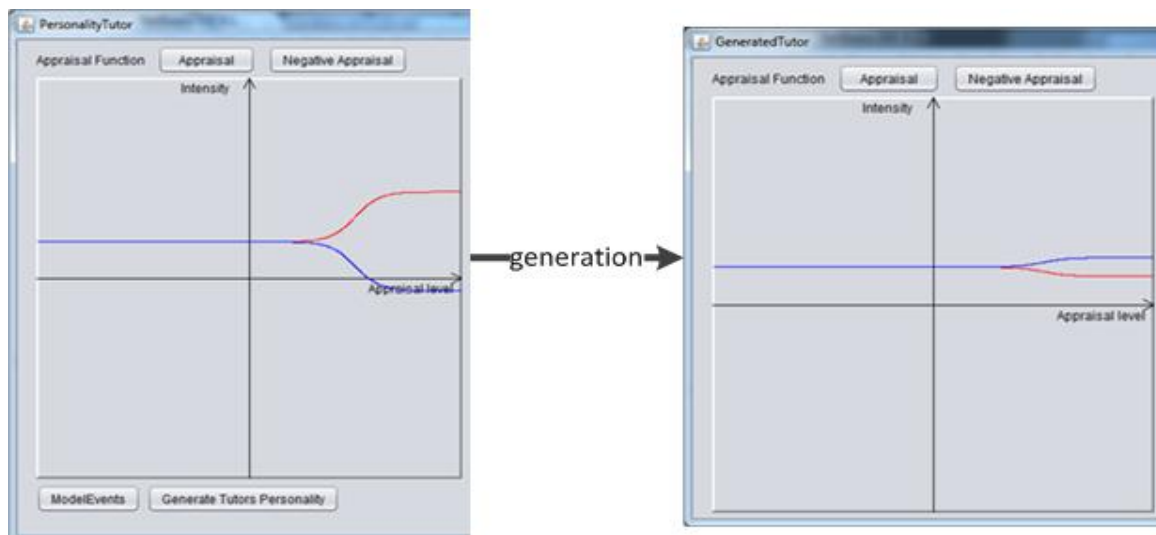 PersonalityTutor
Appraisal Function Appraisal Negative Appraisal
Intensity
Appraisal level
ModelEvents Generate Tutors Personality
generation
GeneratedTutor
Appraisal Function Appraisal Negative Appraisal
Intensity
Appraisal level